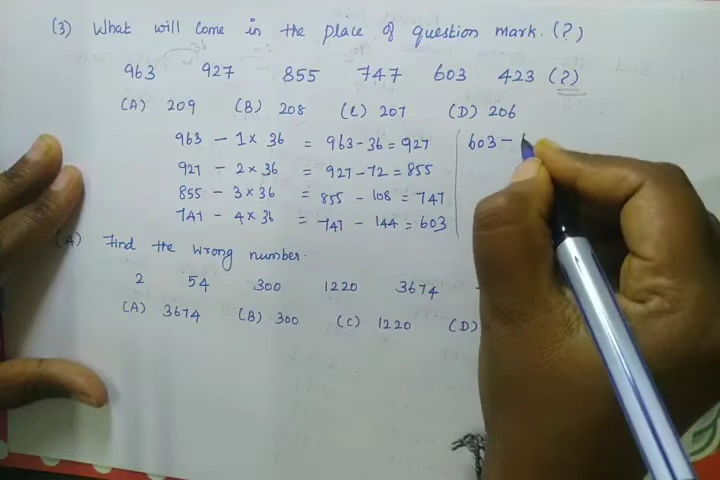 (3) What will Come in the place of question mark. (?)
963 927 855 747 603 423 (?)
(A) 209 (B) 208 (C) 207 (D) 206
963 - 1 × 36 = 963 - 36 = 927
927 - 2 × 36 = 927 - 72 = 855
855 - 3 × 36 = 855 - 108 = 747
747 - 4 × 36 = 747 - 144 = 603
603 -
(A) Find the wrong number.
2 54 300 1220 3674
(A) 3674 (B) 300 (C) 1220 (D)